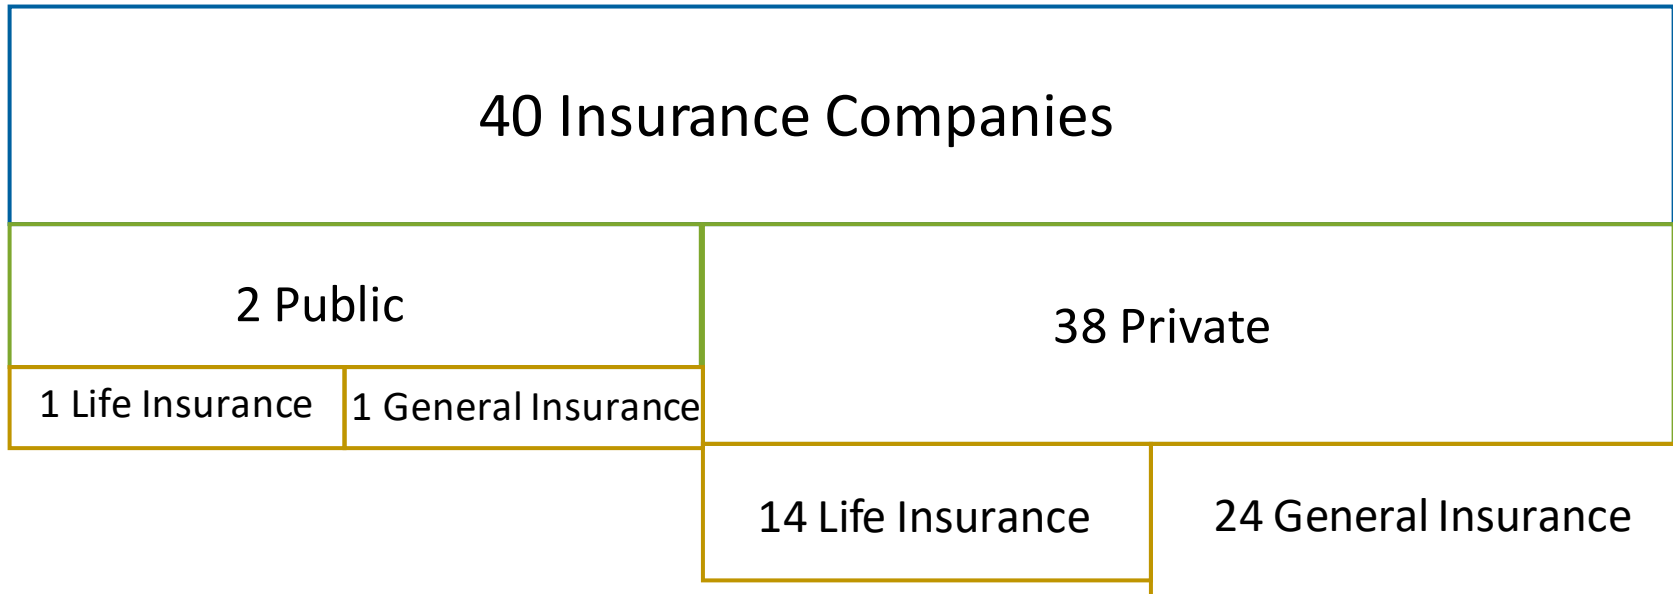 40 Insurance Companies
2 Public
38 Private
1 Life Insurance
1 General Insurance
14 Life Insurance
24 General Insurance